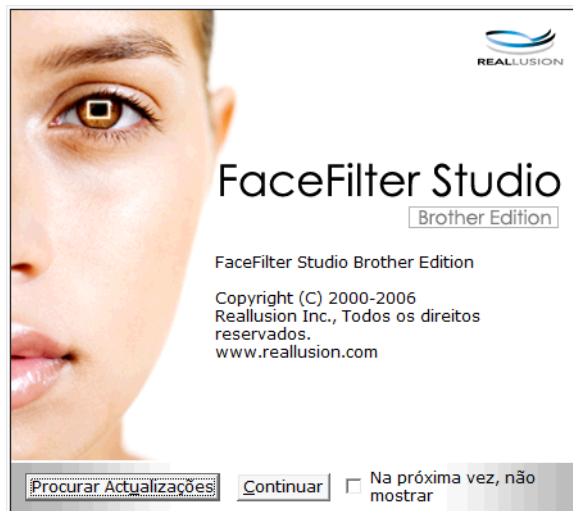 REALLUSION
FaceFilter Studio
Brother Edition
FaceFilter Studio Brother Edition
Copyright (C) 2000-2006
Reallusion Inc., Todos os direitos
reservados.
www.reallusion.com
Procurar Actualizações
Continuar
Na próxima vez, não
mostrar